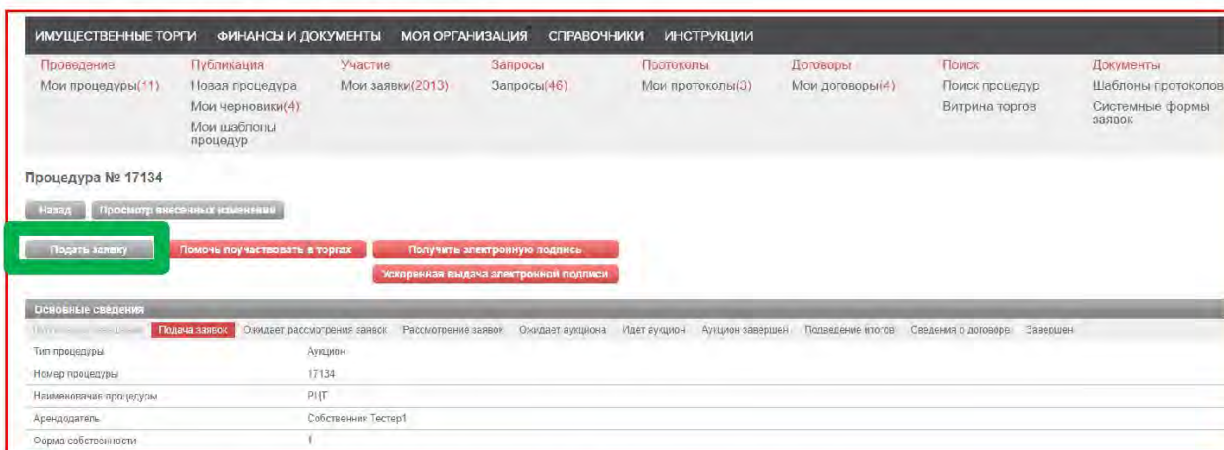 ИМУЩЕСТВЕННЫЕ ТОРГИ ФИНАНСЫ И ДОКУМЕНТЫ МОЯ ОРГАНИЗАЦИЯ СПРАВОЧНИКИ ИНСТРУКЦИИ
Проведение Публикация Участие Запросы Протоколы Договоры Поиск Документы
Мои процедуры(11) Новая процедура Мои заявки(2013) Запросы(46) Мои протоколы(3) Мои договоры(4) Поиск процедур Шаблоны протоколов
Мои черновики(4) Витрина торгов Системные формы заявок
Мои шаблоны процедур
Процедура № 17134
Назад Просмотр внесенных изменений
Подать заявку Помочь поучаствовать в торгах Получить электронную подпись
Ускоренная выдача электронной подписи
Основные сведения
Подача заявок Ожидает рассмотрения заявок Рассмотрение заявок Ожидает аукциона Идет аукцион Аукцион завершен Подведение итогов Сведения о договоре Завершен
Тип процедуры Аукцион
Номер процедуры 17134
Наименование процедуры
Арендодатель Собственник Тестер1
Форма собственности 1